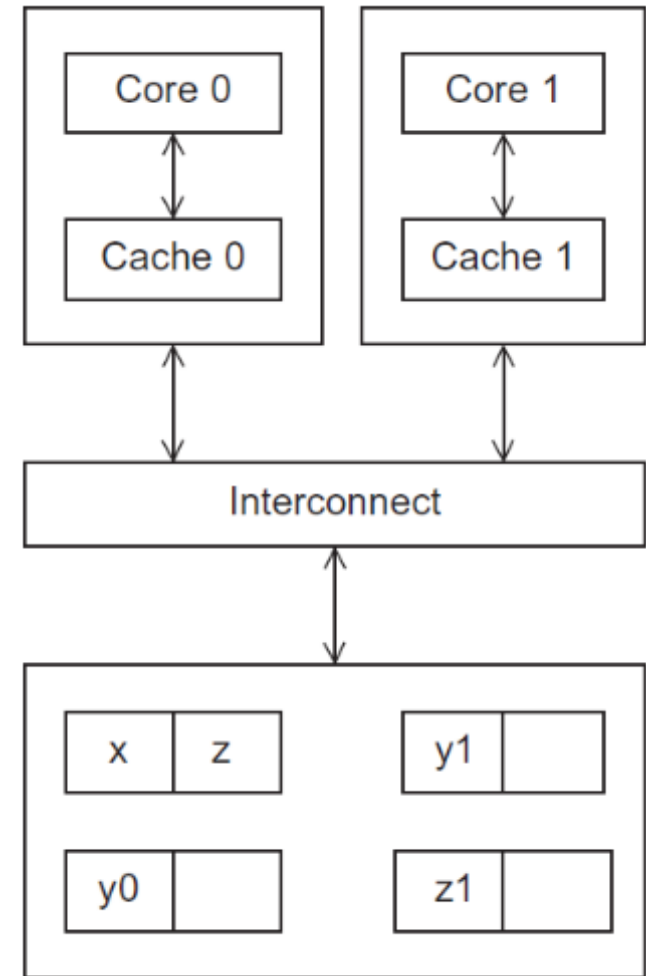 Core 0
Core 1
Cache 0
Cache 1
Interconnect
x z
y1
y0
z1